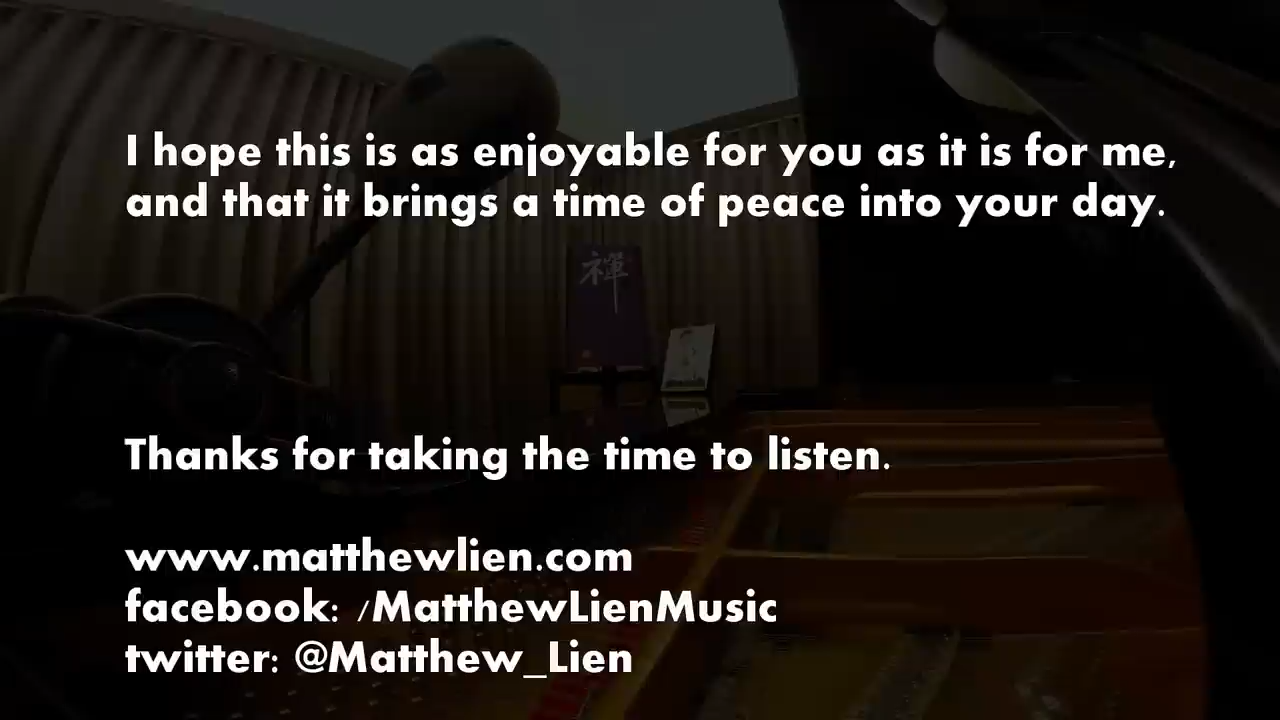 I hope this is as enjoyable for you as it is for me,
and that it brings a time of peace into your day.
禪
Thanks for taking the time to listen.
www.matthewlien.com
facebook: /MatthewLienMusic
twitter: @Matthew_Lien